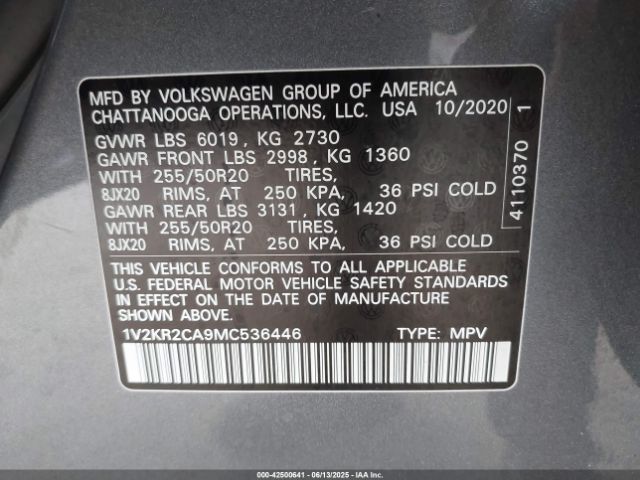 MFD BY VOLKSWAGEN GROUP OF AMERICA
CHATTANOOGA OPERATIONS, LLC. USA 10/2020
GVWR LBS 6019, KG 2730
GAWR FRONT LBS 2998, KG 1360
WITH 255/50R20 TIRES,
8JX20 RIMS, AT 250 KPA, 36 PSI COLD
GAWR REAR LBS 3131, KG 1420
WITH 255/50R20 TIRES,
8JX20 RIMS, AT 250 KPA, 36 PSI COLD
THIS VEHICLE CONFORMS TO ALL APPLICABLE
U.S. FEDERAL MOTOR VEHICLE SAFETY STANDARDS
IN EFFECT ON THE DATE OF MANUFACTURE
SHOWN ABOVE
1V2KR2CA9MC536446 TYPE: MPV
4110370 1
000-42500641 - 06/13/2025 - IAAI, Inc.